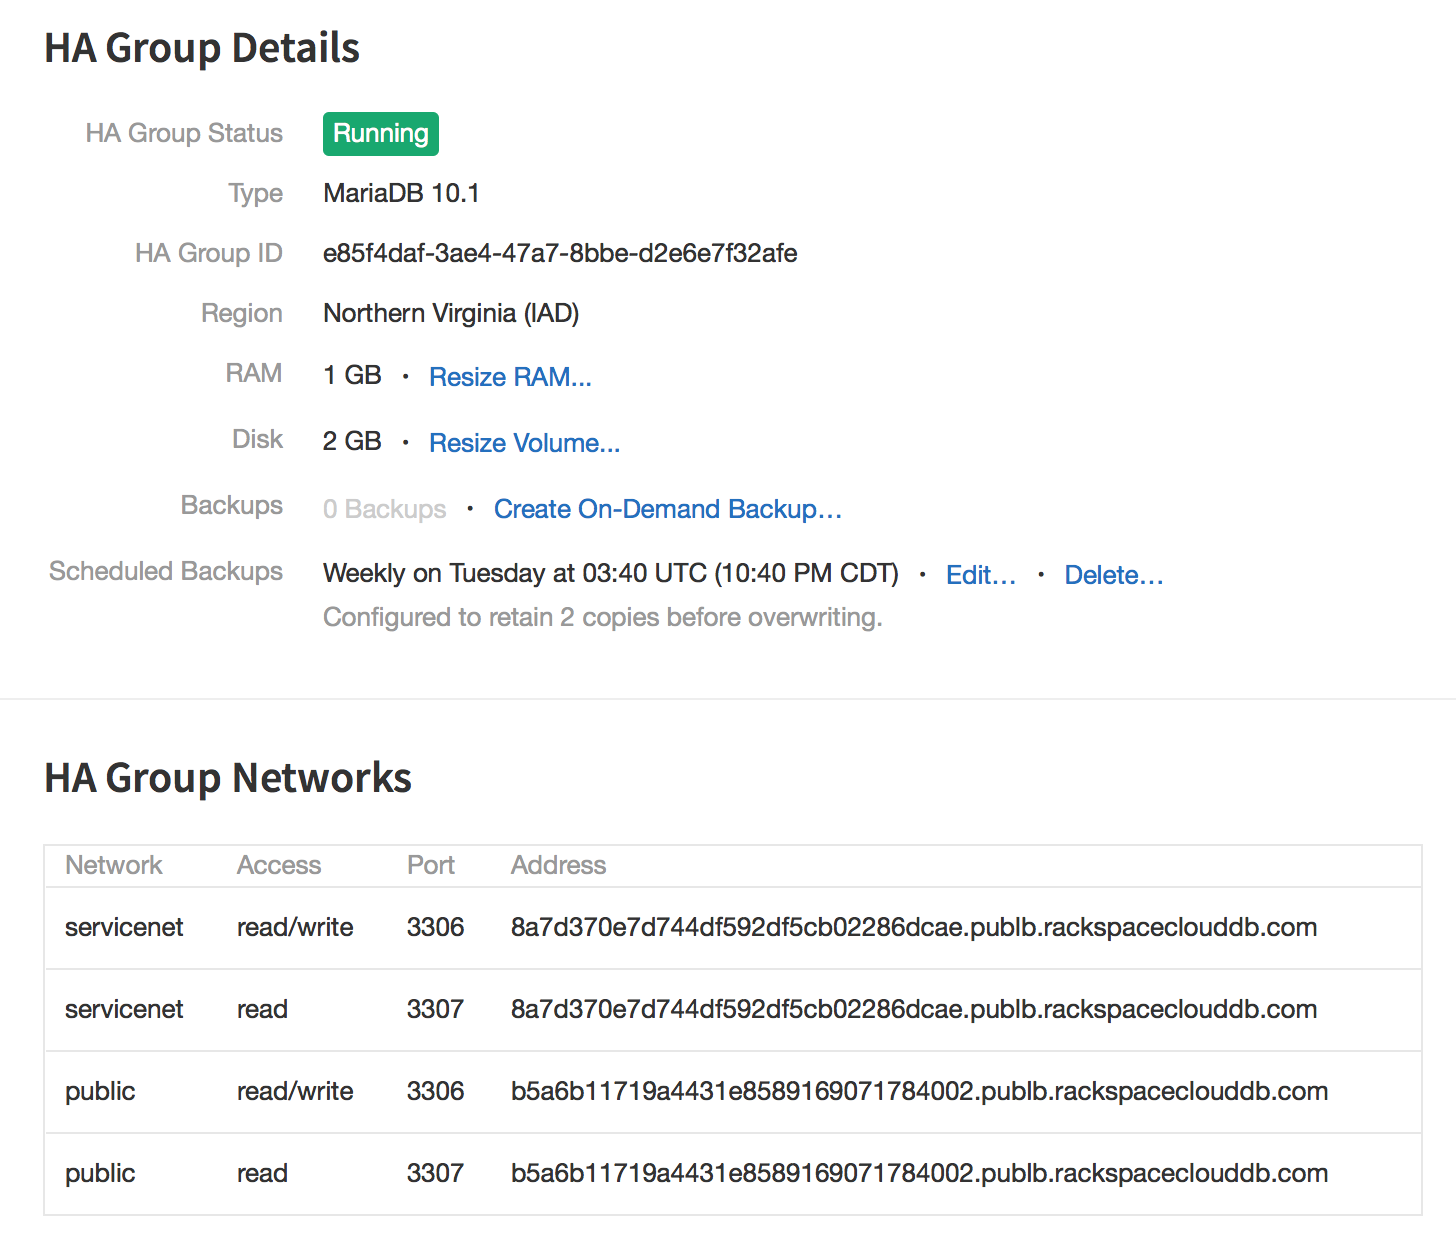 HA Group Details
HA Group Status Running
Type MariaDB 10.1
HA Group ID e85f4daf-3ae4-47a7-8bbe-d2e6e7f32afe
Region Northern Virginia (IAD)
RAM 1 GB · Resize RAM...
Disk 2 GB · Resize Volume...
Backups 0 Backups · Create On-Demand Backup…
Scheduled Backups Weekly on Tuesday at 03:40 UTC (10:40 PM CDT) · Edit… · Delete…
Configured to retain 2 copies before overwriting.
HA Group Networks
Network Access Port Address
servicenet read/write 3306 8a7d370e7d744df592df5cb02286dcae.publb.rackspaceclouddb.com
servicenet read 3307 8a7d370e7d744df592df5cb02286dcae.publb.rackspaceclouddb.com
public read/write 3306 b5a6b11719a4431e8589169071784002.publb.rackspaceclouddb.com
public read 3307 b5a6b11719a4431e8589169071784002.publb.rackspaceclouddb.com